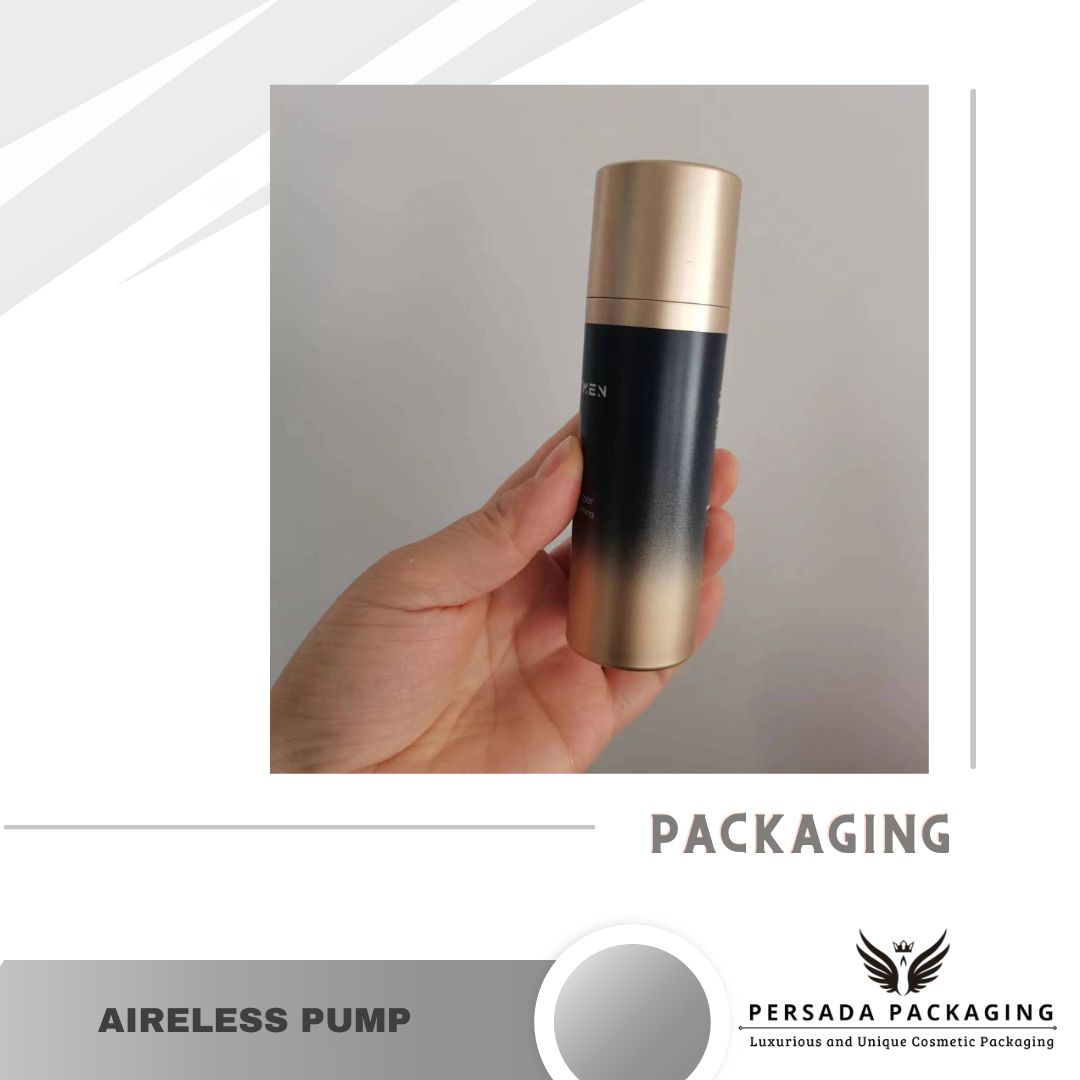 PACKAGING
AIRELESS PUMP
PERSADA PACKAGING
Luxurious and Unique Cosmetic Packaging